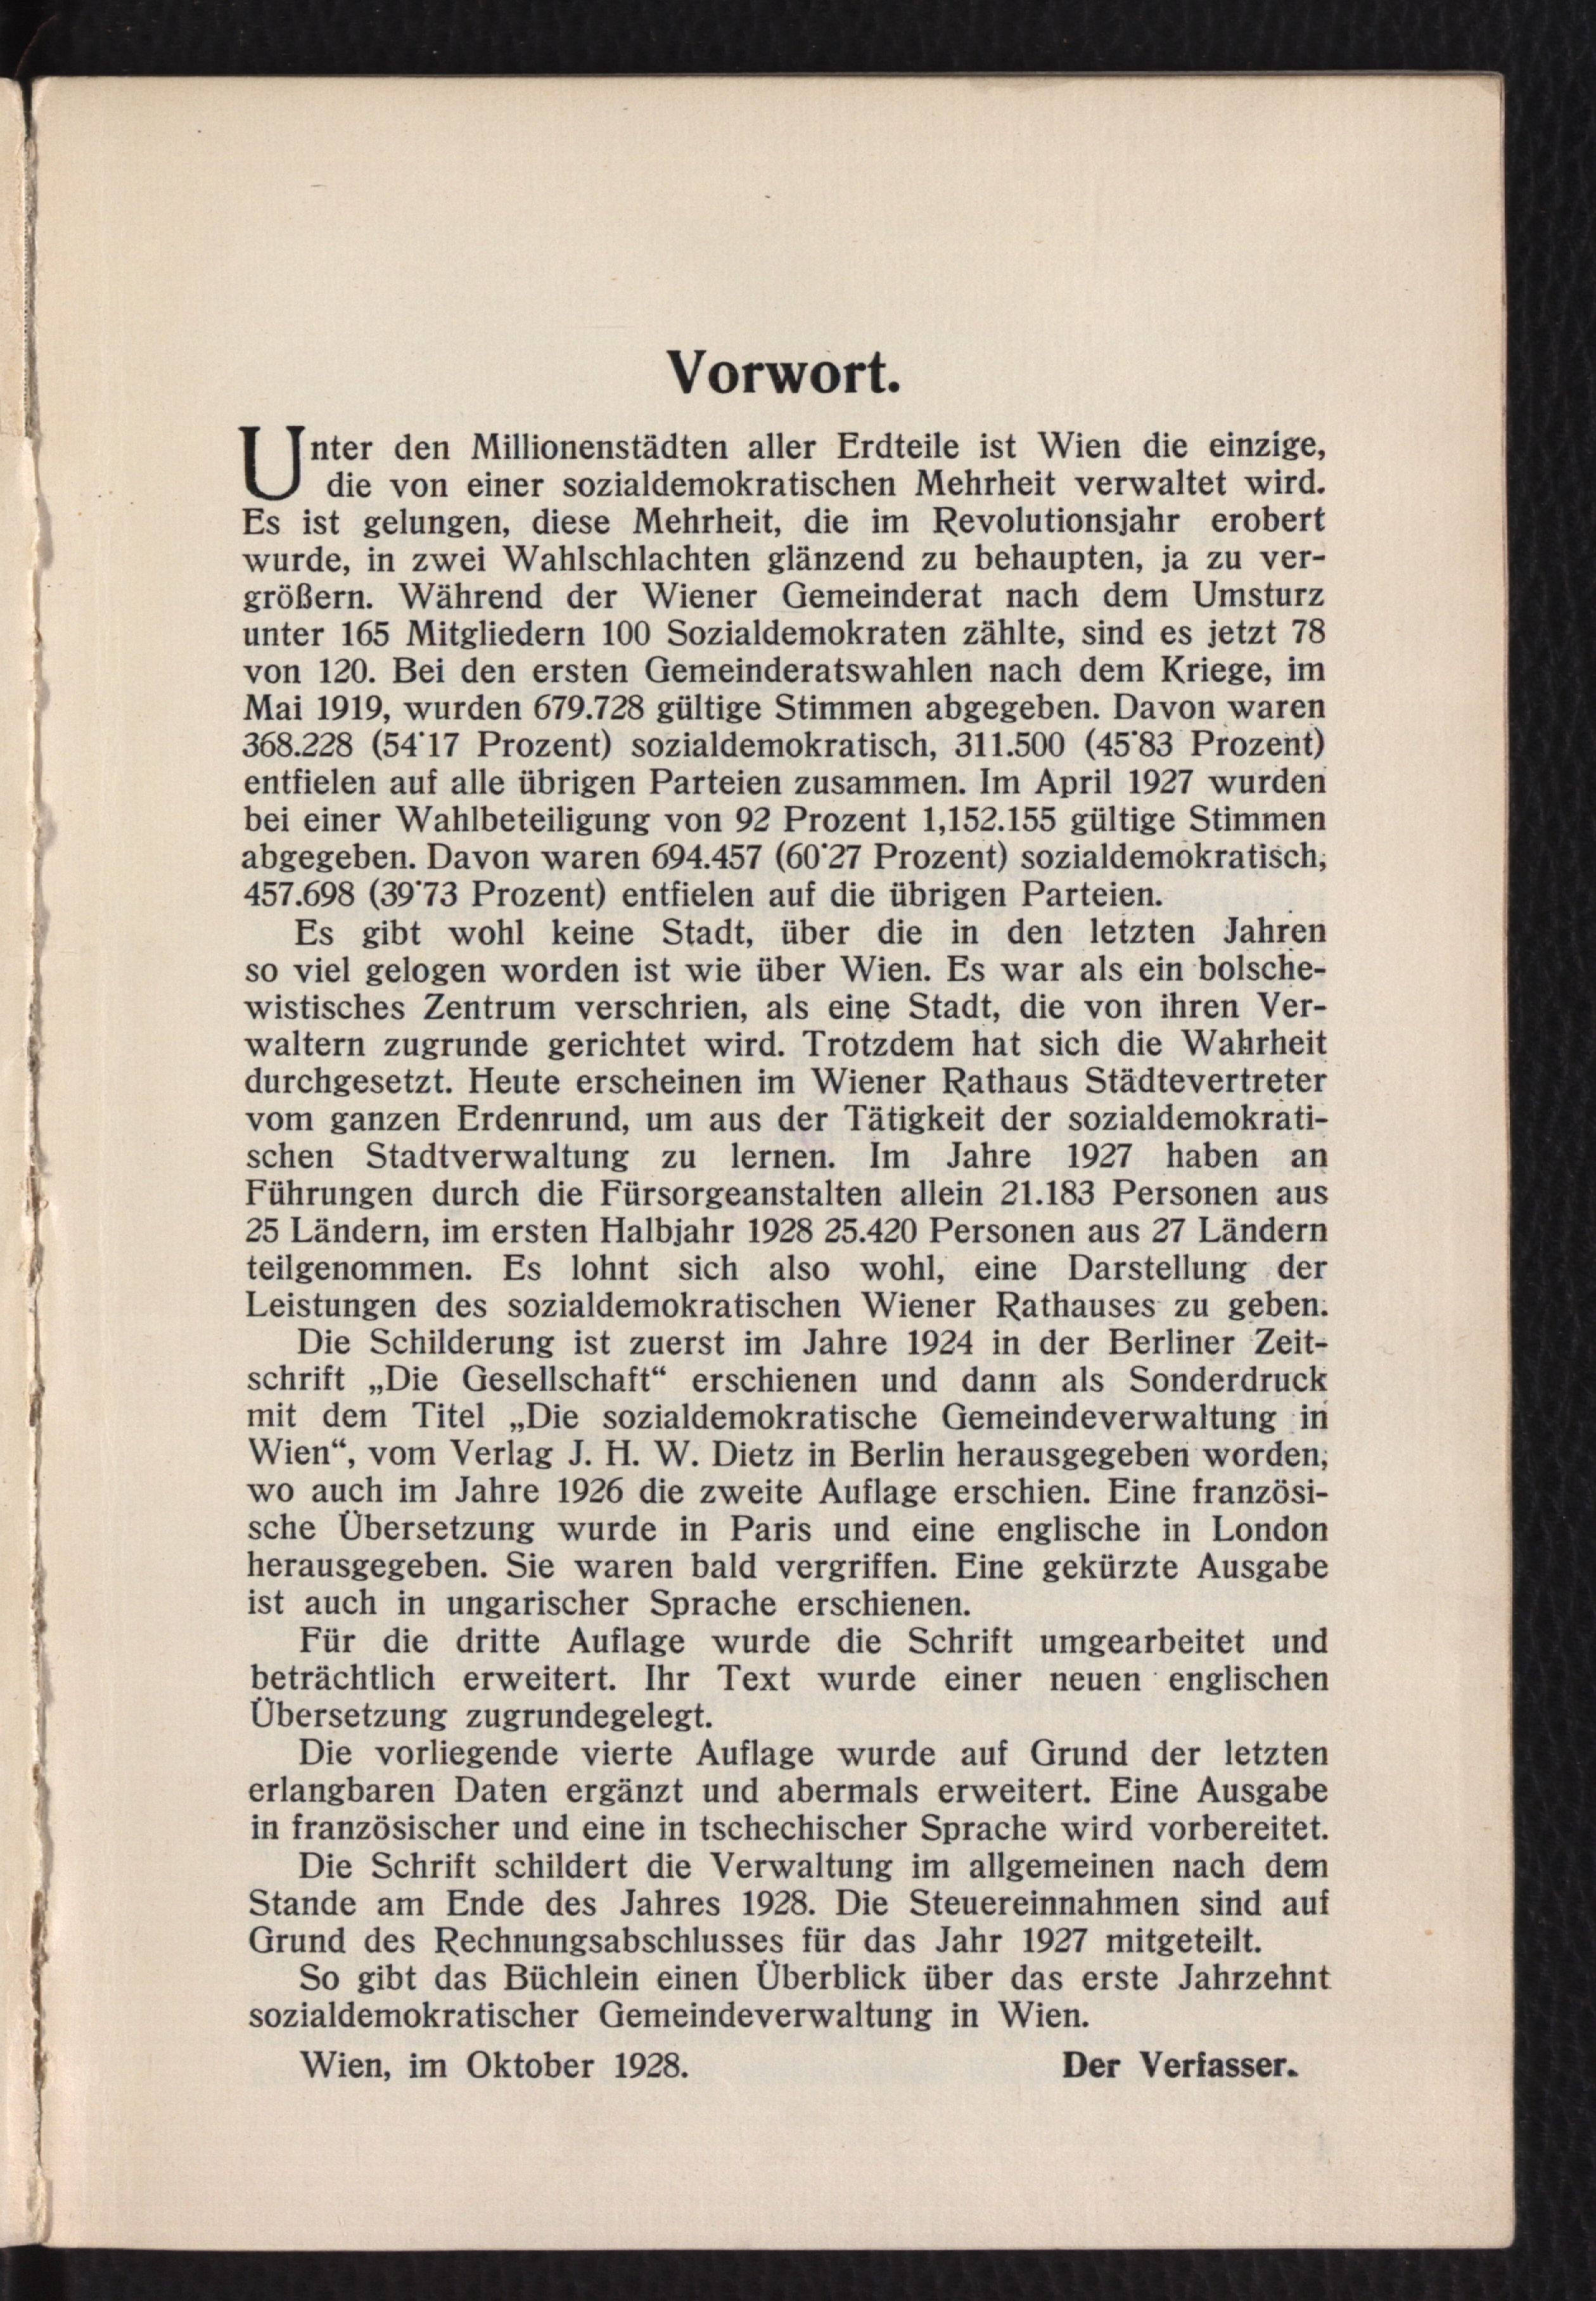 Vorwort.
Unter den Millionenstädten aller Erdteile ist Wien die einzige,
die von einer sozialdemokratischen Mehrheit verwaltet wird.
Es ist gelungen, diese Mehrheit, die im Revolutionsjahr erobert
wurde, in zwei Wahlschlachten glänzend zu behaupten, ja zu ver-
größern. Während der Wiener Gemeinderat nach dem Umsturz
unter 165 Mitgliedern 100 Sozialdemokraten zählte, sind es jetzt 78
von 120. Bei den ersten Gemeinderatswahlen nach dem Kriege, im
Mai 1919, wurden 679.728 gültige Stimmen abgegeben. Davon waren
368.228 (54˙17 Prozent) sozialdemokratisch, 311.500 (45˙83 Prozent)
entfielen auf alle übrigen Parteien zusammen. Im April 1927 wurden
bei einer Wahlbeteiligung von 92 Prozent 1,152.155 gültige Stimmen
abgegeben. Davon waren 694.457 (60˙27 Prozent) sozialdemokratisch,
457.698 (39˙73 Prozent) entfielen auf die übrigen Parteien.
Es gibt wohl keine Stadt, über die in den letzten Jahren
so viel gelogen worden ist wie über Wien. Es war als ein bolsche-
wistisches Zentrum verschrien, als eine Stadt, die von ihren Ver-
waltern zugrunde gerichtet wird. Trotzdem hat sich die Wahrheit
durchgesetzt. Heute erscheinen im Wiener Rathaus Städtevertreter
vom ganzen Erdenrund, um aus der Tätigkeit der sozialdemokrati-
schen Stadtverwaltung zu lernen. Im Jahre 1927 haben an
Führungen durch die Fürsorgeanstalten allein 21.183 Personen aus
25 Ländern, im ersten Halbjahr 1928 25.420 Personen aus 27 Ländern
teilgenommen. Es lohnt sich also wohl, eine Darstellung der
Leistungen des sozialdemokratischen Wiener Rathauses zu geben.
Die Schilderung ist zuerst im Jahre 1924 in der Berliner Zeit-
schrift „Die Gesellschaft“ erschienen und dann als Sonderdruck
mit dem Titel „Die sozialdemokratische Gemeindeverwaltung in
Wien“, vom Verlag J. H. W. Dietz in Berlin herausgegeben worden,
wo auch im Jahre 1926 die zweite Auflage erschien. Eine französi-
sche Übersetzung wurde in Paris und eine englische in London
herausgegeben. Sie waren bald vergriffen. Eine gekürzte Ausgabe
ist auch in ungarischer Sprache erschienen.
Für die dritte Auflage wurde die Schrift umgearbeitet und
beträchtlich erweitert. Ihr Text wurde einer neuen englischen
Übersetzung zugrundegelegt.
Die vorliegende vierte Auflage wurde auf Grund der letzten
erlangbaren Daten ergänzt und abermals erweitert. Eine Ausgabe
in französischer und eine in tschechischer Sprache wird vorbereitet.
Die Schrift schildert die Verwaltung im allgemeinen nach dem
Stande am Ende des Jahres 1928. Die Steuereinnahmen sind auf
Grund des Rechnungsabschlusses für das Jahr 1927 mitgeteilt.
So gibt das Büchlein einen Überblick über das erste Jahrzehnt
sozialdemokratischer Gemeindeverwaltung in Wien.
Wien, im Oktober 1928. Der Verfasser.